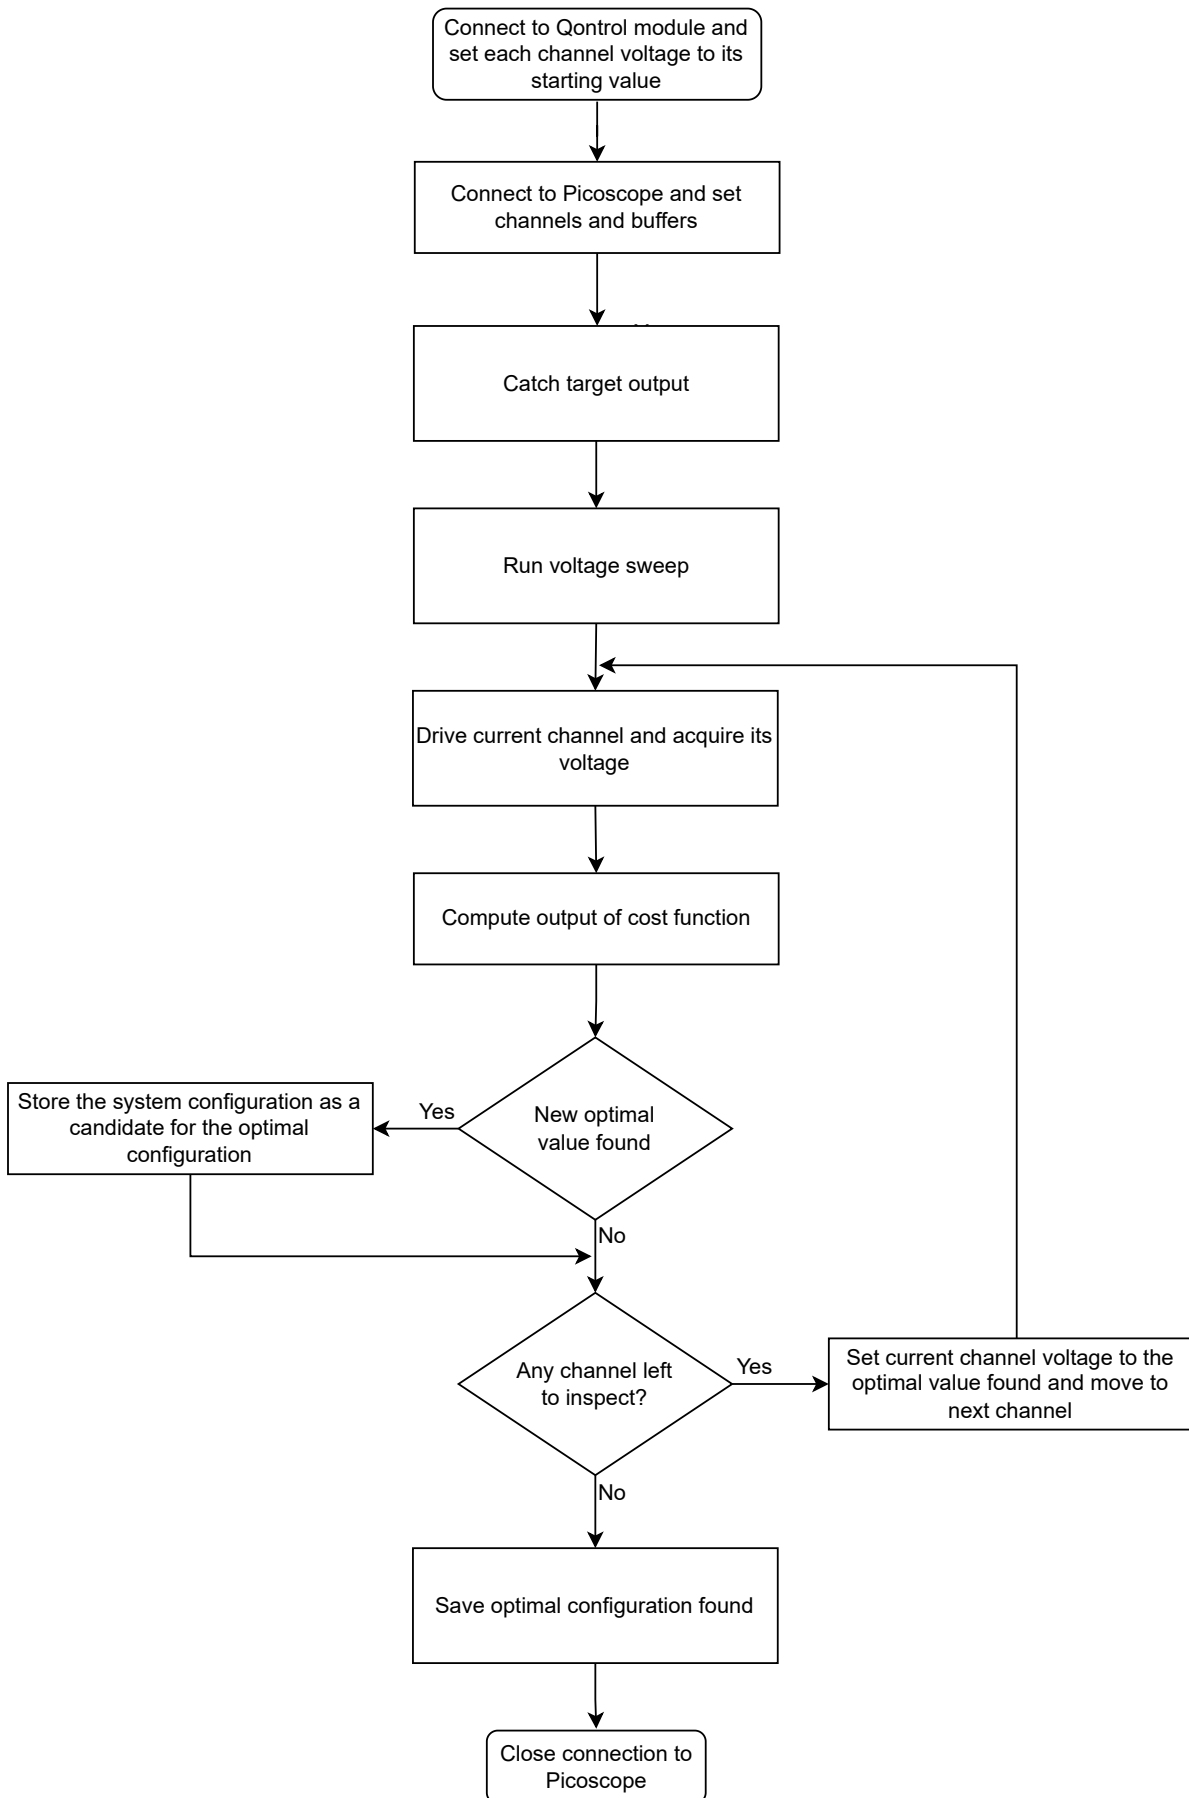 Connect to Qontrol module and
set each channel voltage to its
starting value
Connect to Picoscope and set
channels and buffers
Catch target output
Run voltage sweep
Drive current channel and acquire its
voltage
Compute output of cost function
New optimal
value found
Yes
Store the system configuration as a
candidate for the optimal
configuration
No
Any channel left
to inspect?
Yes
Set current channel voltage to the
optimal value found and move to
next channel
No
Save optimal configuration found
Close connection to
Picoscope